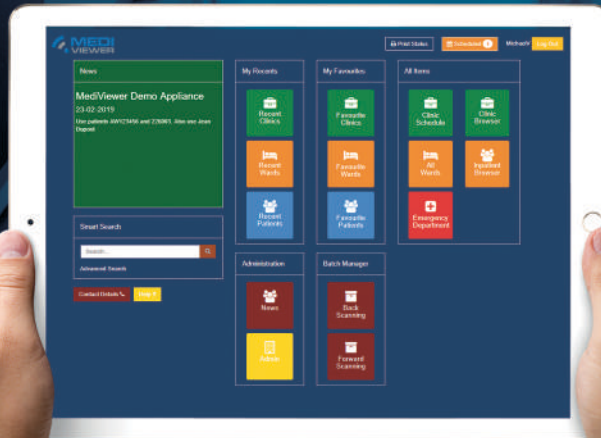 MEDI
VIEWER
Print Status
Scheduled
Michael
Log Out
News
MediViewer Demo Appliance
23-02-2019
Use patients and Also use Jean
Dupont
Smart Search
Search...
Advanced Search
Contact Details
Help
My Recents
Recent
Clinics
Recent
Wards
Recent
Patients
My Favourites
Favourite
Clinics
Favourite
Wards
Favourite
Patients
All Items
Clinic
Schedule
Clinic
Browser
All
Wards
Inpatient
Browser
Emergency
Department
Administration
News
Admin
Batch Manager
Back
Scanning
Forward
Scanning